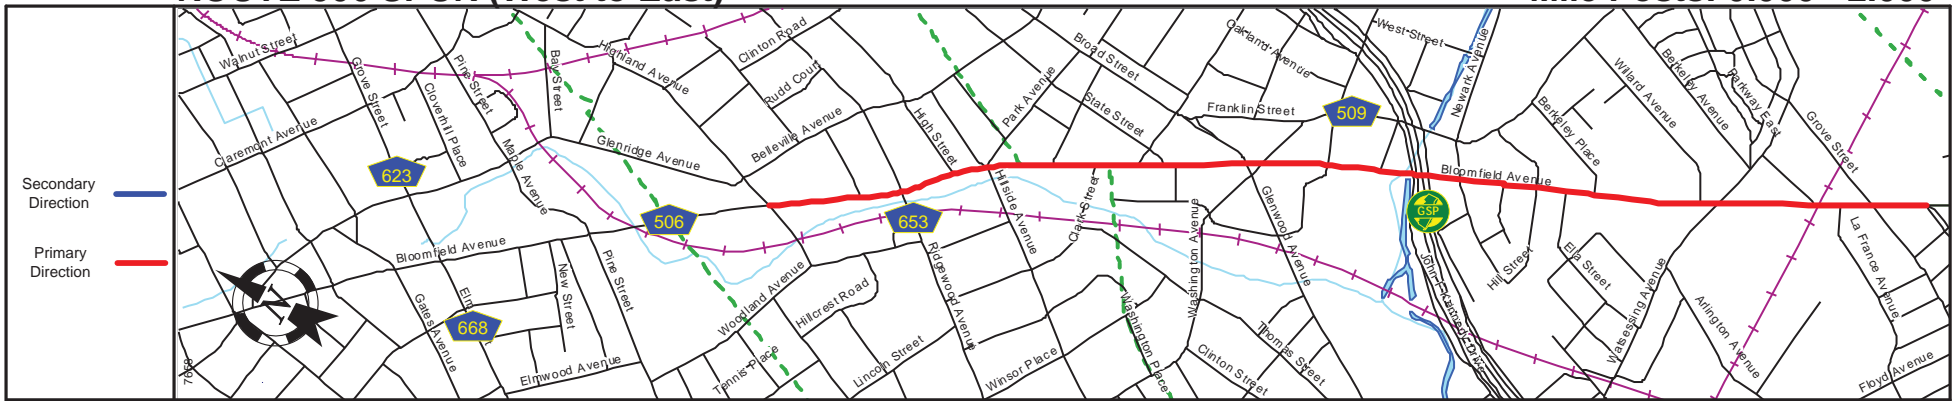 Secondary
Direction
Primary
Direction
Walnut Street
Claremont Avenue
Grove Street
Cloverhill Place
Pine Street
Maple Avenue
Bay Street
Highland Avenue
Clinton Road
Rudd Court
Belleville Avenue
Glenridge Avenue
High Street
Park Avenue
Broad Street
State Street
Franklin Street
Oakland Avenue
West Street
Newark Avenue
Bloomfield Avenue
Berkeley Place
Willard Avenue
Berkeley Avenue
Parkway East
Grove Street
623
506
653
509
GSP
668
Bloomfield Avenue
Gates Avenue
New Street
Pine Street
Elmwood Avenue
Woodland Avenue
Hillcrest Road
Tennis Place
Lincoln Street
Ridgewood Avenue
Hillside Avenue
Winsor Place
Clark Street
Washington Avenue
Washington Place
Glenwood Avenue
Clinton Street
Thomas Street
Hill Street
Ella Street
Watsessing Avenue
Arlington Avenue
La France Avenue
Floyd Avenue